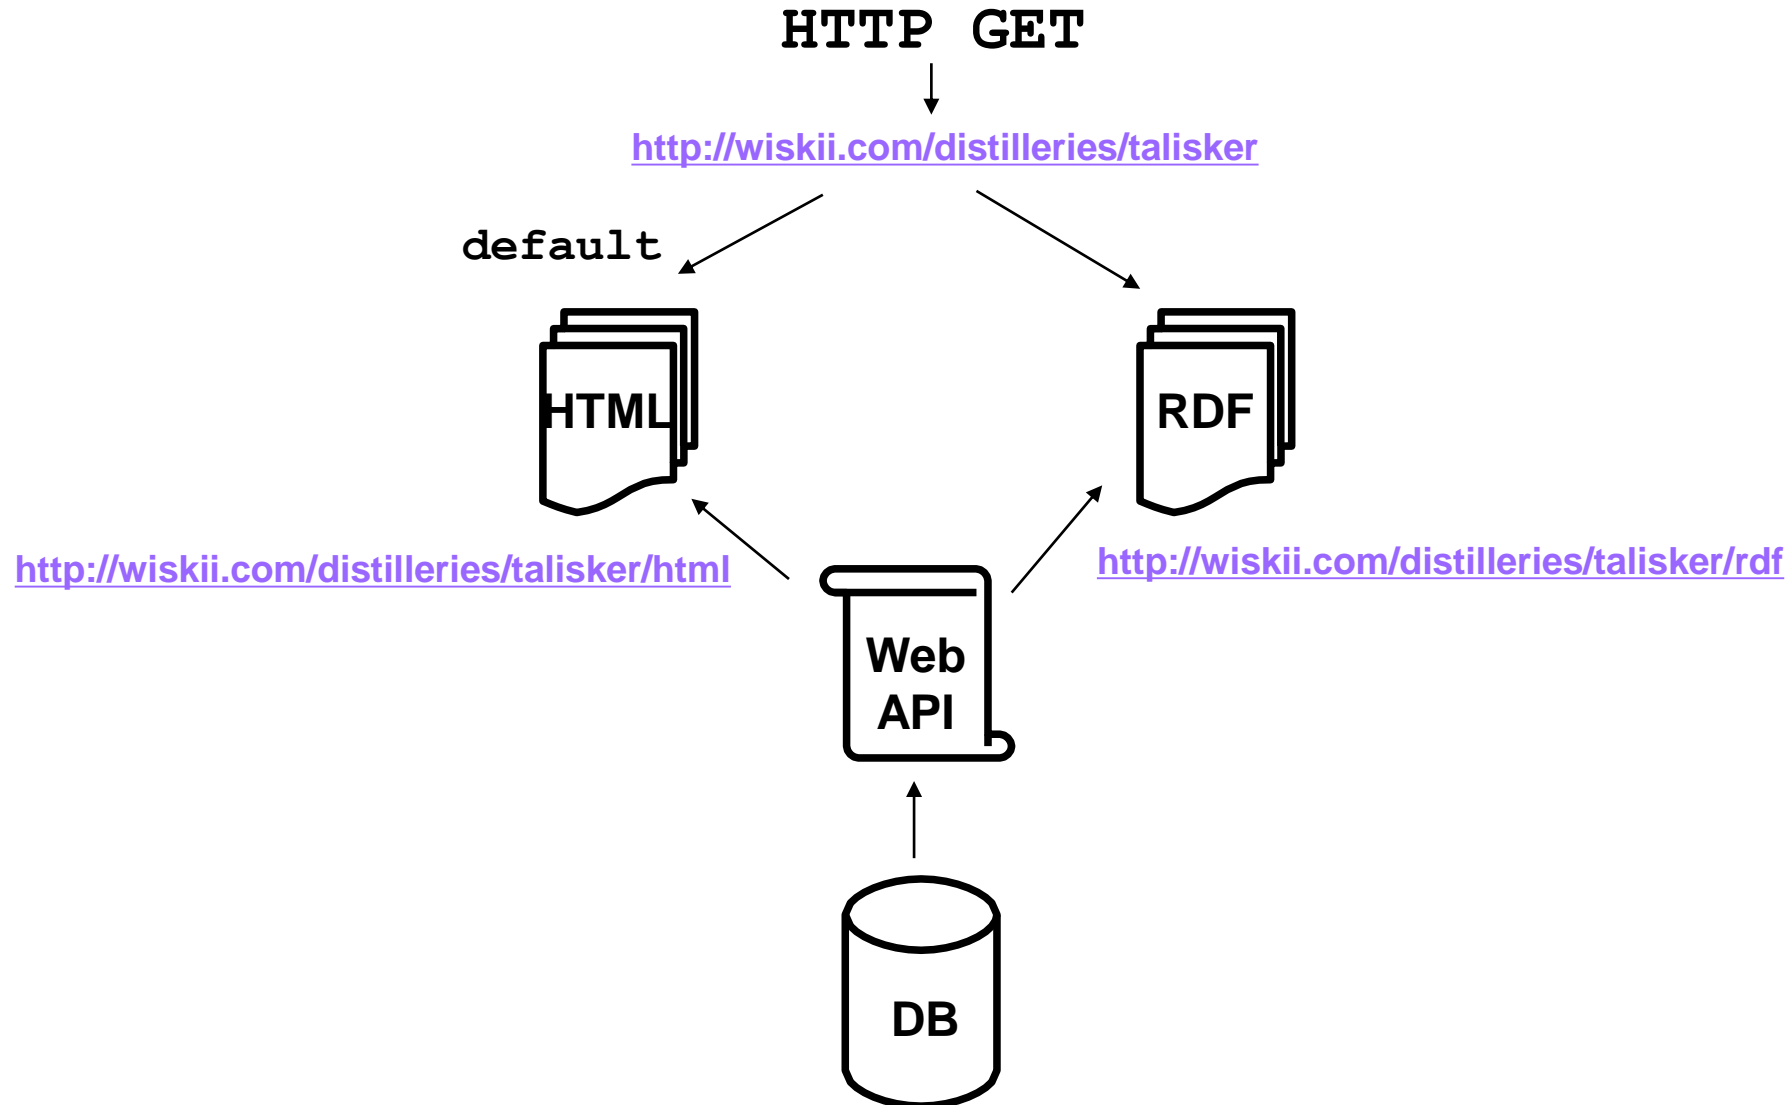 HTTP GET
http://wiskii.com/distilleries/talisker
default
HTML
RDF
http://wiskii.com/distilleries/talisker/html
http://wiskii.com/distilleries/talisker/rdf
Web
API
DB